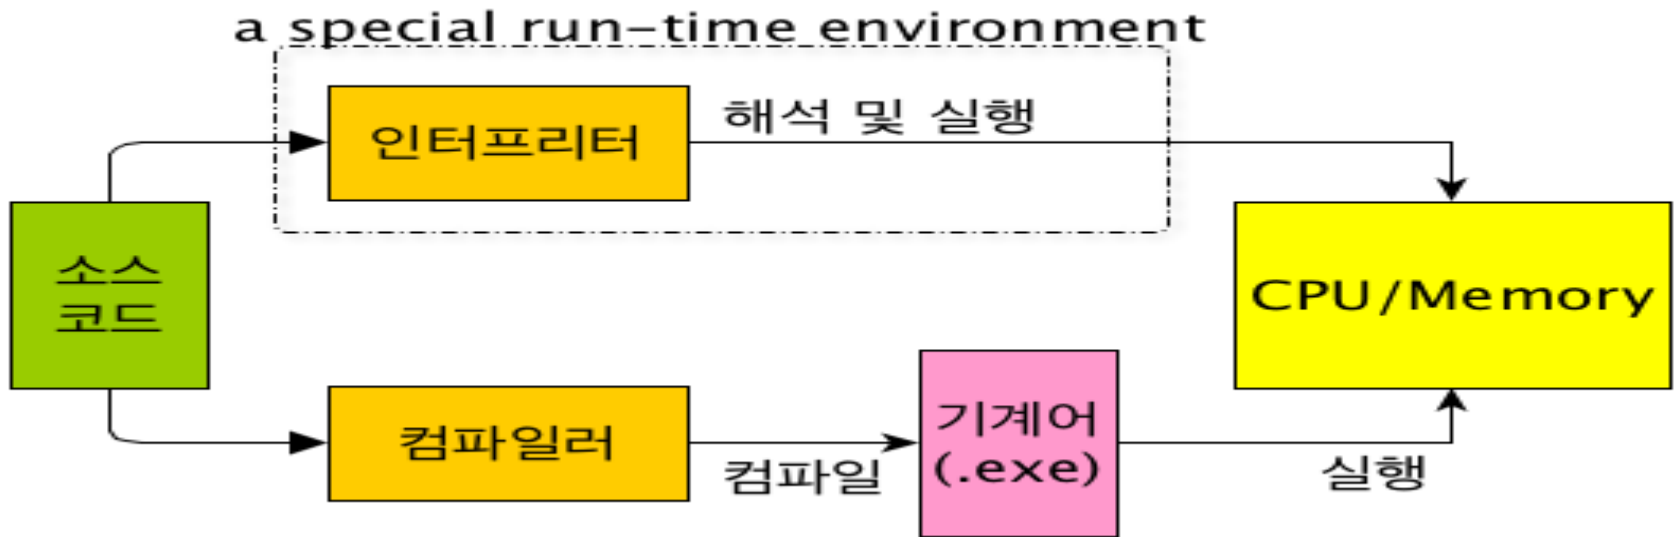 a special run-time environment
인터프리터
해석 및 실행
소스
코드
CPU/Memory
컴파일러
컴파일
기계어
(.exe)
실행